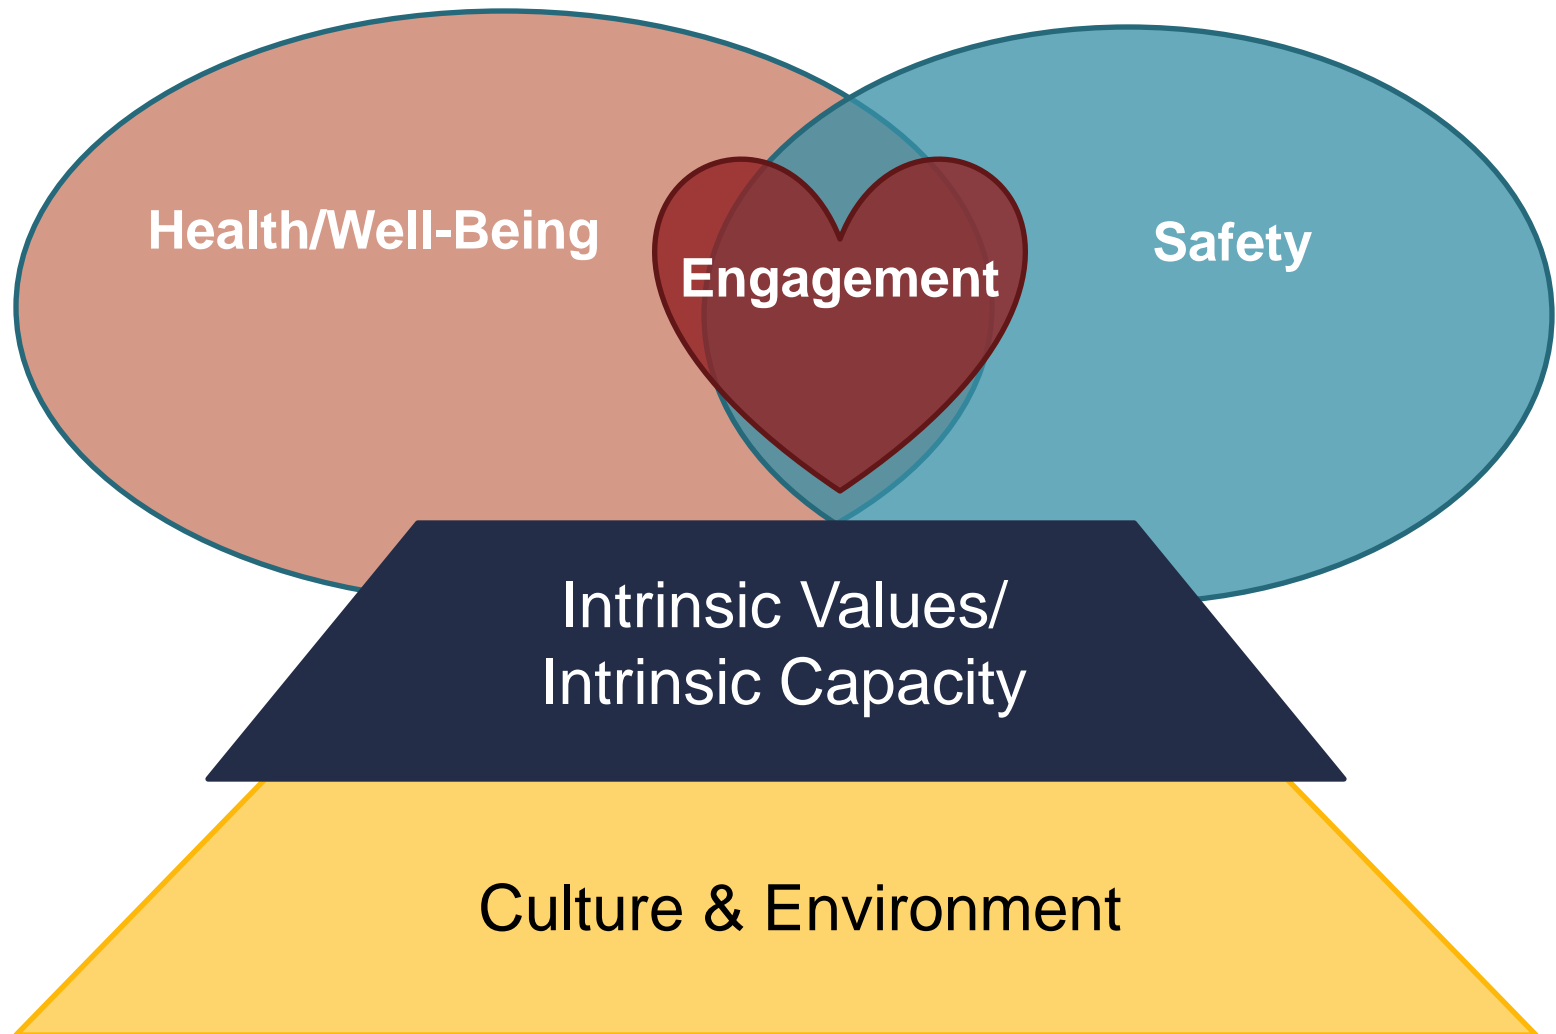 Health/Well-Being
Safety
Engagement
Intrinsic Values/
Intrinsic Capacity
Culture & Environment